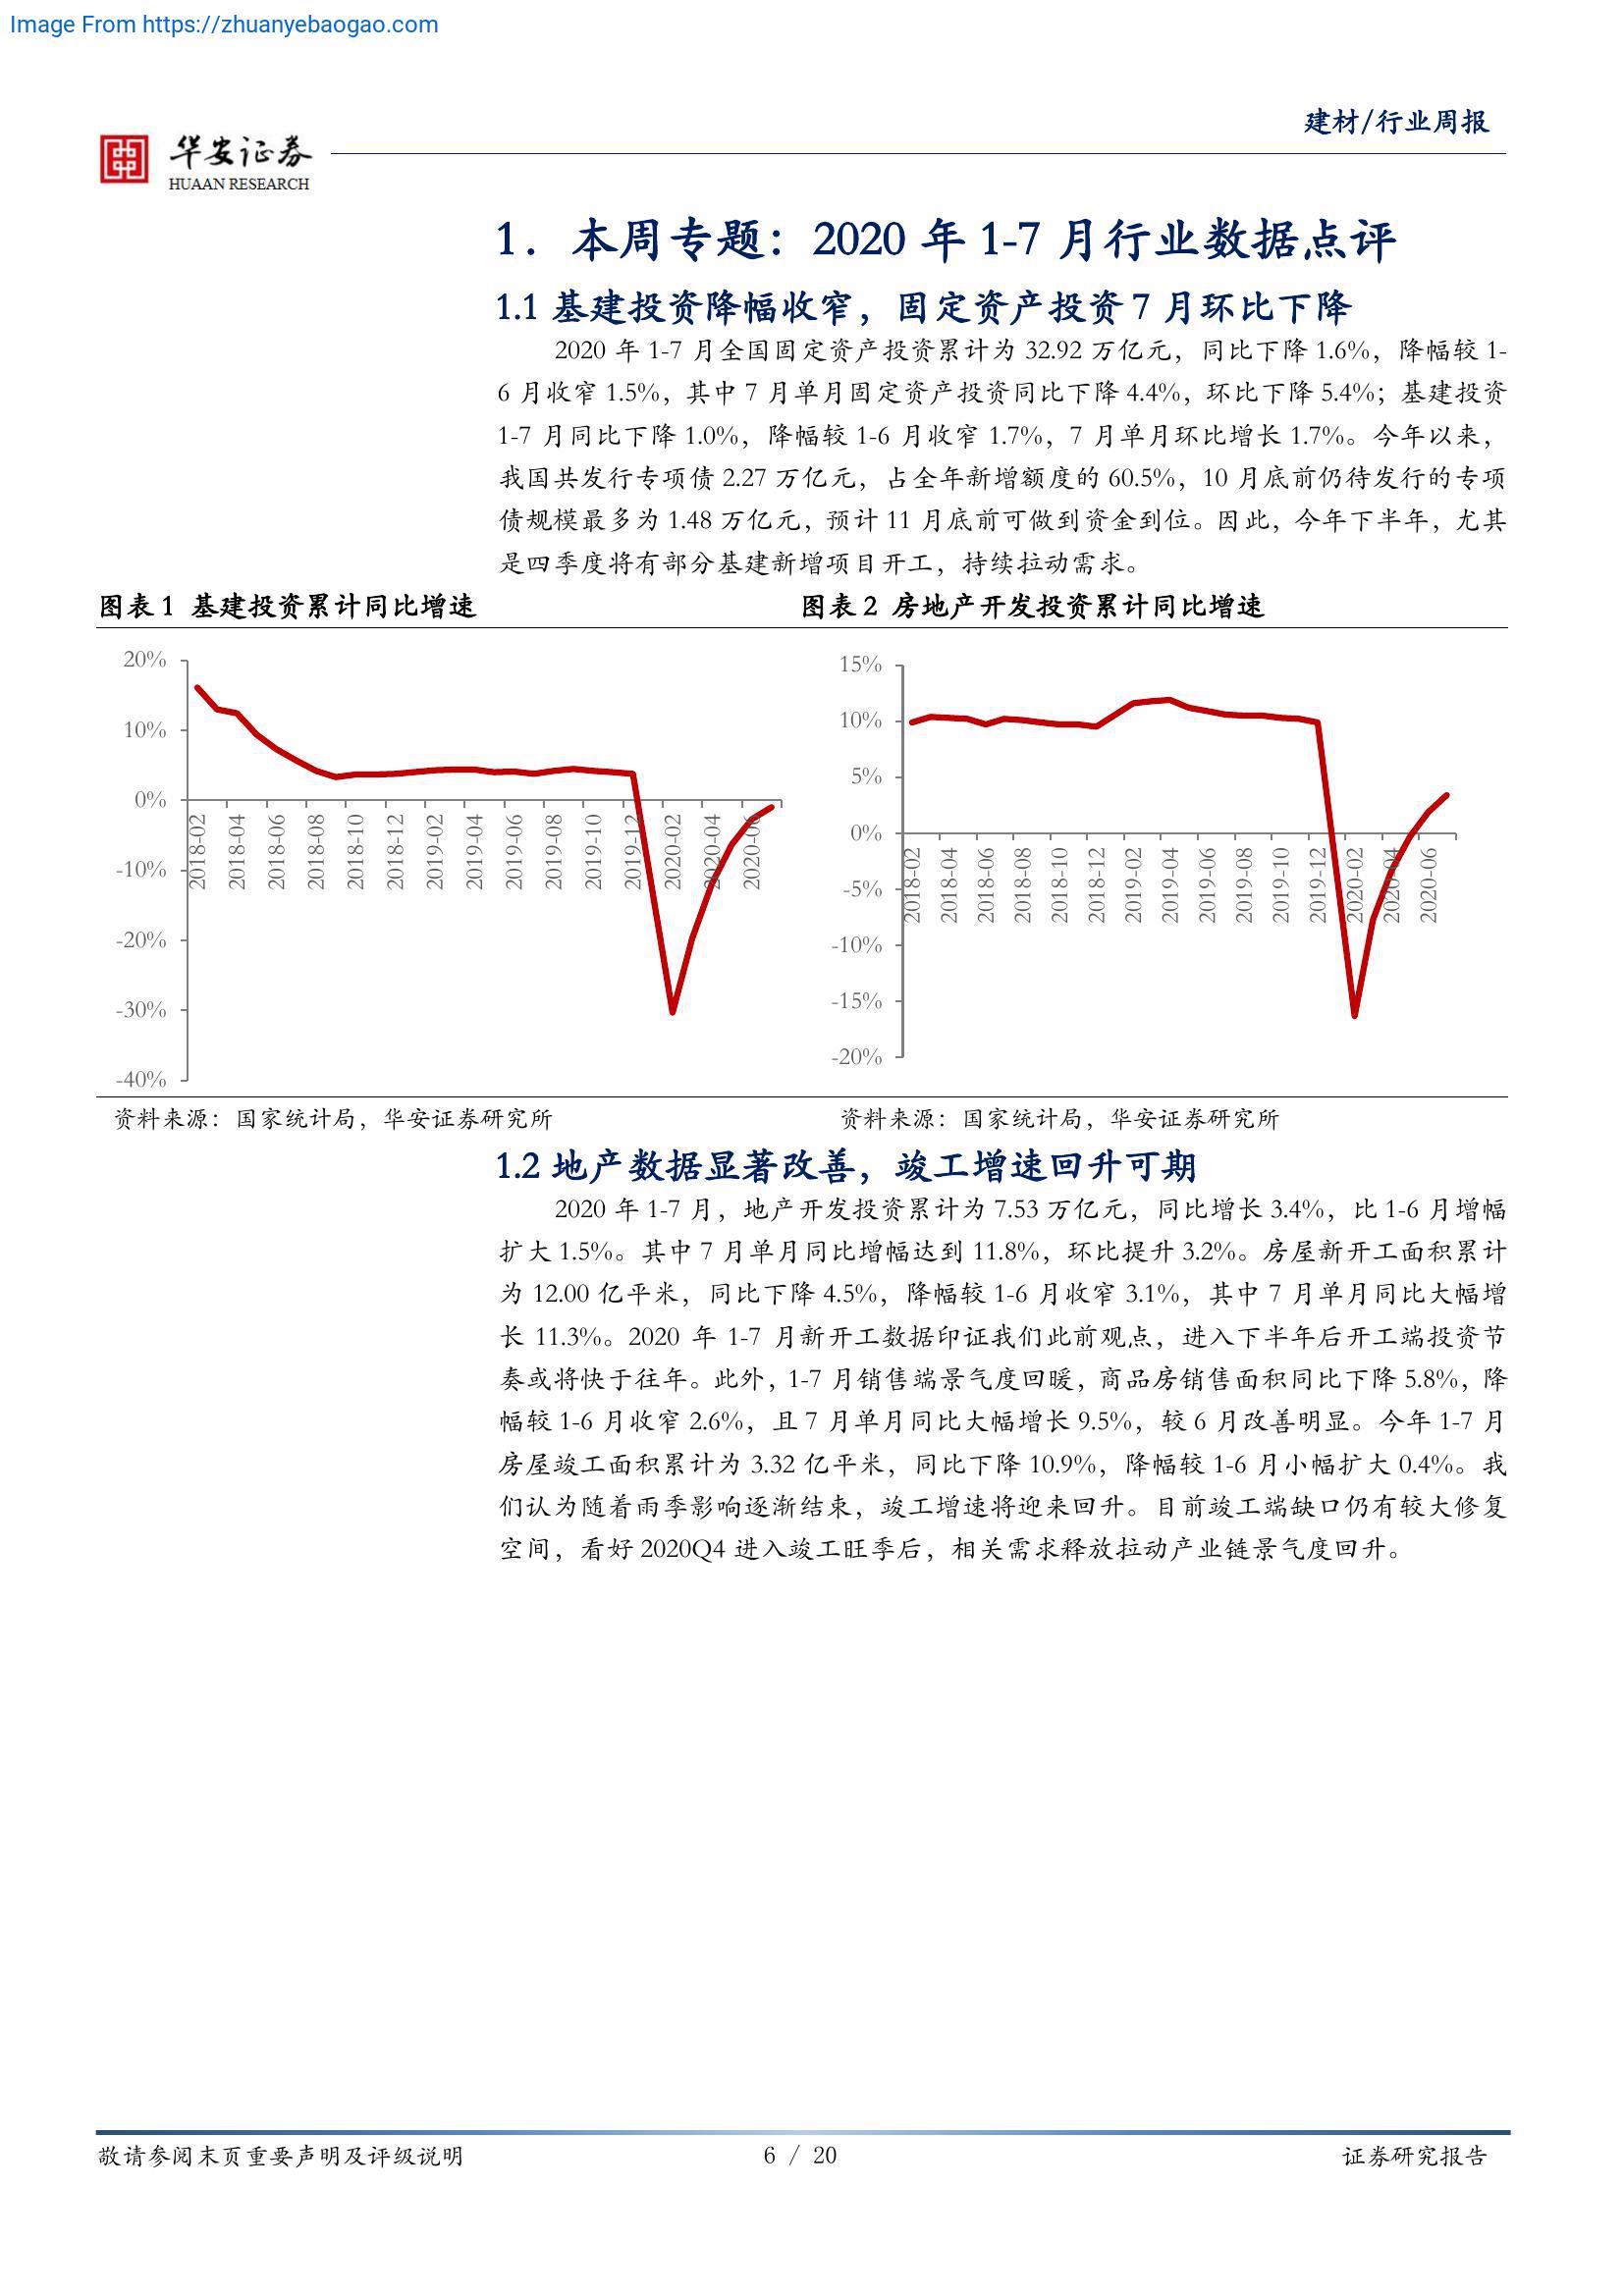 Image From https://zhuanyebaogao.com
建材/行业周报
华安证券
HUAAN RESEARCH
1. 本周专题：2020 年 1-7 月行业数据点评
1.1 基建投资降幅收窄，固定资产投资 7 月环比下降
2020 年 1-7 月全国固定资产投资累计为 32.92 万亿元，同比下降 1.6%，降幅较 1-
6 月收窄 1.5%，其中 7 月单月固定资产投资同比下降 4.4%，环比下降 5.4%；基建投资
1-7 月同比下降 1.0%，降幅较 1-6 月收窄 1.7%，7 月单月环比增长 1.7%。今年以来，
我国共发行专项债 2.27 万亿元，占全年新增额度的 60.5%，10 月底前仍待发行的专项
债规模最多为 1.48 万亿元，预计 11 月底前可做到资金到位。因此，今年下半年，尤其
是四季度将有部分基建新增项目开工，持续拉动需求。
图表 1 基建投资累计同比增速
20%
10%
0%
-10%
-20%
-30%
-40%
2018-02
2018-04
2018-06
2018-08
2018-10
2018-12
2019-02
2019-04
2019-06
2019-08
2019-10
2019-12
2020-02
2020-04
2020-06
图表 2 房地产开发投资累计同比增速
15%
10%
5%
0%
-5%
-10%
-15%
-20%
2018-02
2018-04
2018-06
2018-08
2018-10
2018-12
2019-02
2019-04
2019-06
2019-08
2019-10
2019-12
2020-02
2020-04
2020-06
资料来源：国家统计局，华安证券研究所
资料来源：国家统计局，华安证券研究所
1.2 地产数据显著改善，竣工增速回升可期
2020 年 1-7 月，地产开发投资累计为 7.53 万亿元，同比增长 3.4%，比 1-6 月增幅
扩大 1.5%。其中 7 月单月同比增幅达到 11.8%，环比提升 3.2%。房屋新开工面积累计
为 12.00 亿平米，同比下降 4.5%，降幅较 1-6 月收窄 3.1%，其中 7 月单月同比大幅增
长 11.3%。2020 年 1-7 月新开工数据印证我们此前观点，进入下半年后开工端投资节
奏或将快于往年。此外，1-7 月销售端景气度回暖，商品房销售面积同比下降 5.8%，降
幅较 1-6 月收窄 2.6%，且 7 月单月同比大幅增长 9.5%，较 6 月改善明显。今年 1-7 月
房屋竣工面积累计为 3.32 亿平米，同比下降 10.9%，降幅较 1-6 月小幅扩大 0.4%。我
们认为随着雨季影响逐渐结束，竣工增速将迎来回升。目前竣工端缺口仍有较大修复
空间，看好 2020Q4 进入竣工旺季后，相关需求释放拉动产业链景气度回升。
敬请参阅末页重要声明及评级说明
6 / 20
证券研究报告